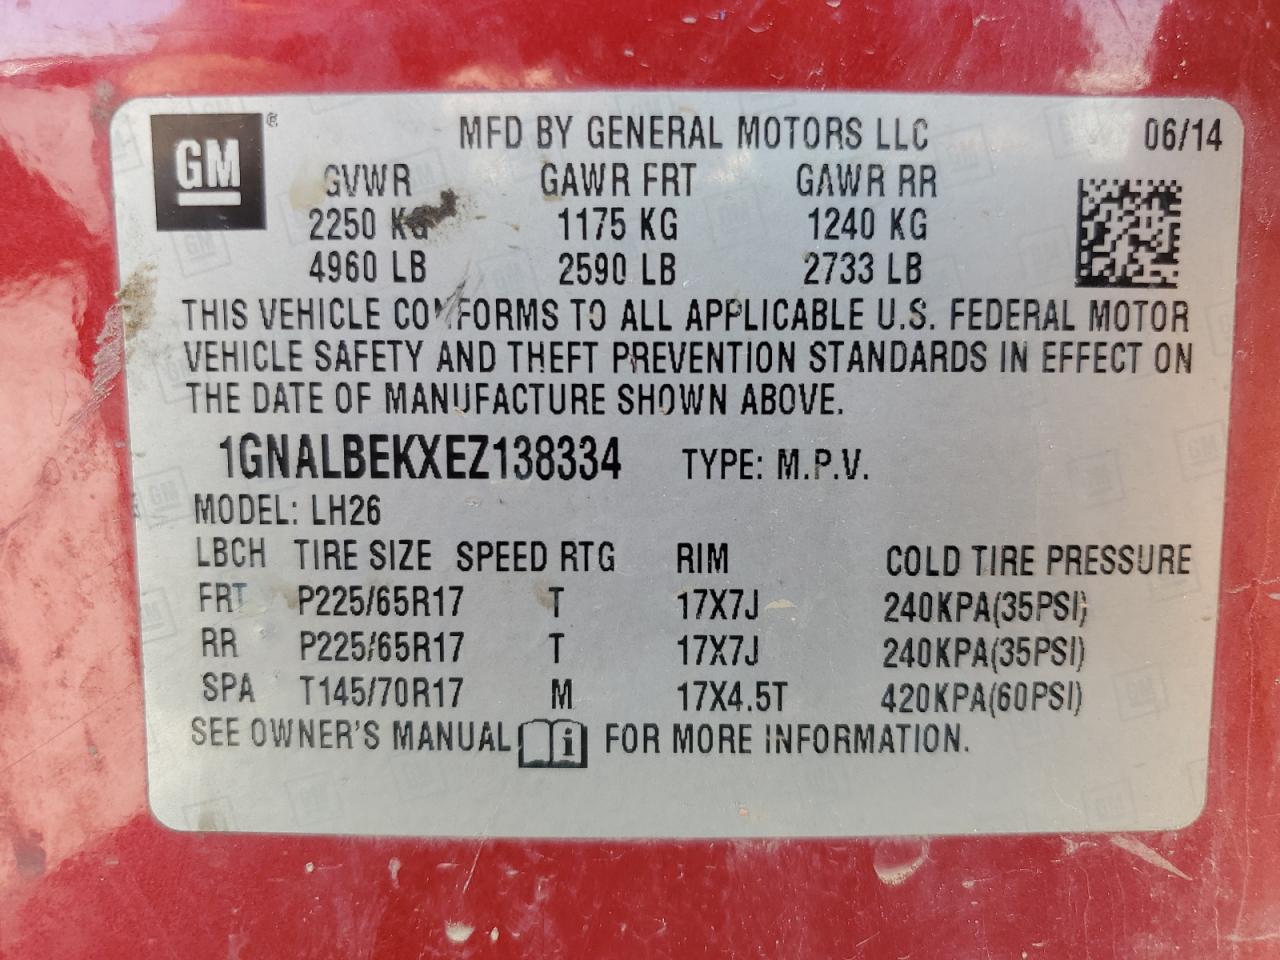 GM ® MFD BY GENERAL MOTORS LLC 06/14
GVWR GAWR FRT GAWR RR
2250 KG 1175 KG 1240 KG
4960 LB 2590 LB 2733 LB
THIS VEHICLE CONFORMS TO ALL APPLICABLE U.S. FEDERAL MOTOR
VEHICLE SAFETY AND THEFT PREVENTION STANDARDS IN EFFECT ON
THE DATE OF MANUFACTURE SHOWN ABOVE.
1GNALBEKXEZ138334 TYPE: M.P.V.
MODEL: LH26
LBCH TIRE SIZE SPEED RTG RIM COLD TIRE PRESSURE
FRT P225/65R17 T 17X7J 240KPA(35PSI)
RR P225/65R17 T 17X7J 240KPA(35PSI)
SPA T145/70R17 M 17X4.5T 420KPA(60PSI)
SEE OWNER'S MANUAL i FOR MORE INFORMATION.